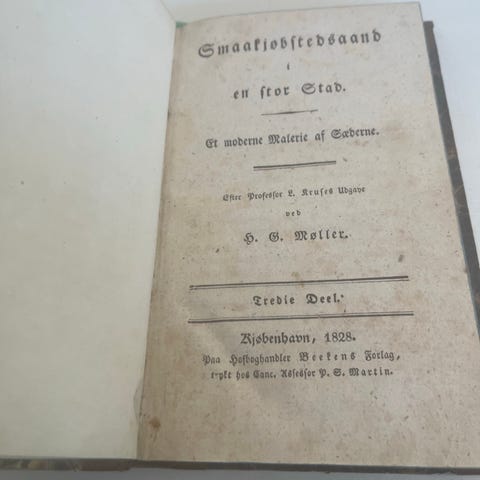 Smaakjobstedsaand
i
en stor Stad.
Et moderne Malerie af Sæderne.
Efter Professor L. Kruses Udgave
ved
H. G. Møller.
Tredie Deel.
Kjøbenhavn, 1828.
Paa Hofboghandler Beekens Forlag,
trykt hos Canc. Assessor P. S. Martin.